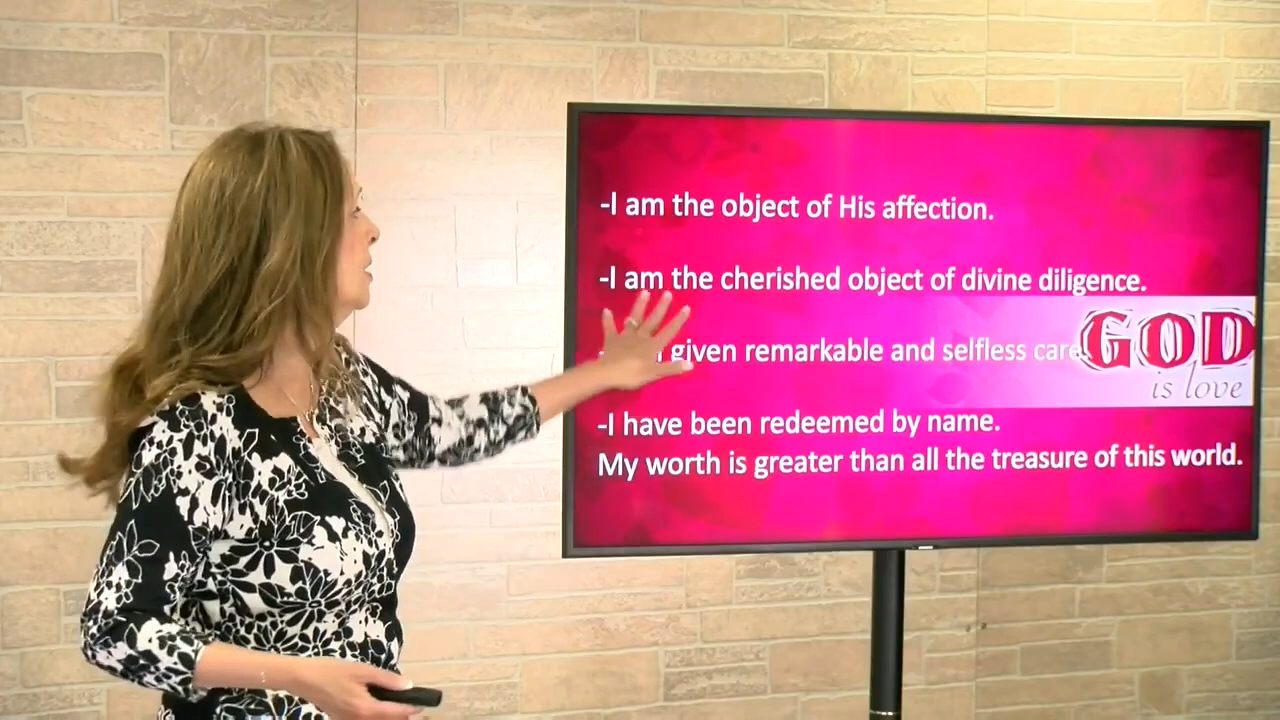 -I am the object of His affection.
-I am the cherished object of divine diligence.
given remarkable and selfless care
GOD
is love
-I have been redeemed by name.
My worth is greater than all the treasure of this world.